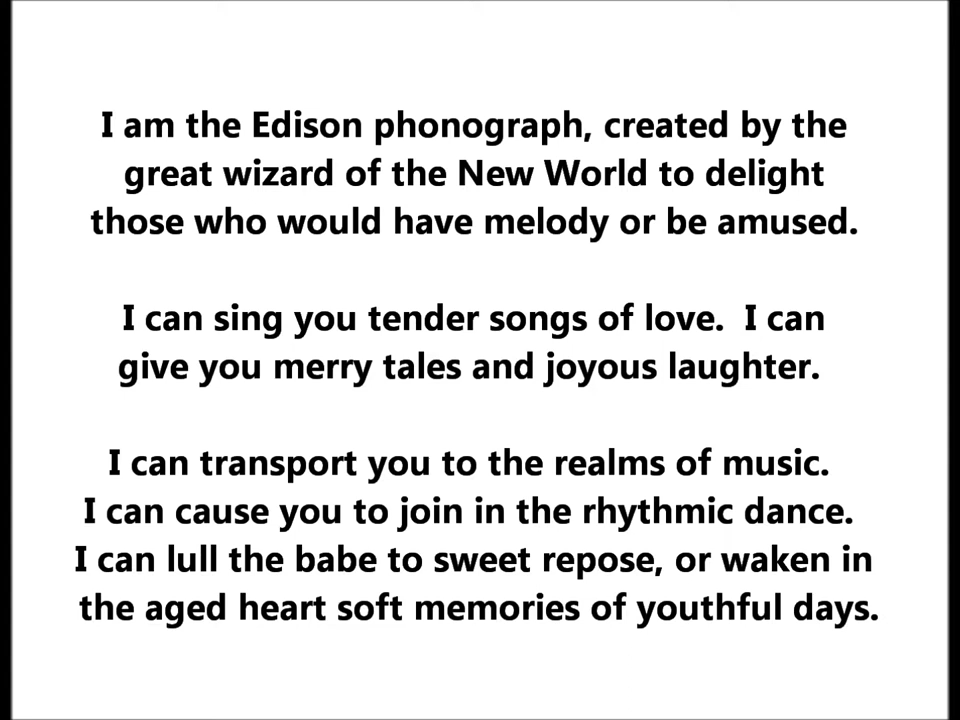 I am the Edison phonograph, created by the
great wizard of the New World to delight
those who would have melody or be amused.
I can sing you tender songs of love.  I can
give you merry tales and joyous laughter.
I can transport you to the realms of music.
I can cause you to join in the rhythmic dance.
I can lull the babe to sweet repose, or waken in
the aged heart soft memories of youthful days.